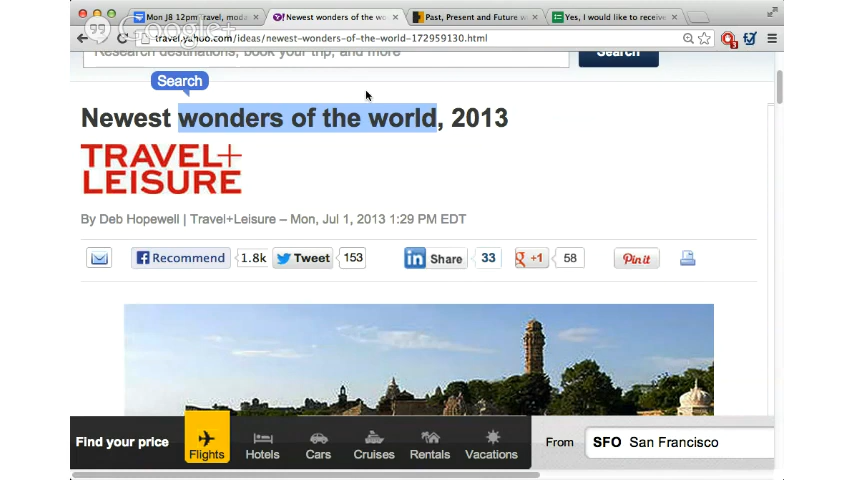 Mon J8 12pm Travel, moda
Newest wonders of the wo
Past, Present and Future w
Yes, I would like to receive
Google+
travel.yahoo.com/ideas/newest-wonders-of-the-world-172959130.html
Research destinations, book your trip, and more
Search
Search
Newest wonders of the world, 2013
TRAVEL+
LEISURE
By Deb Hopewell | Travel+Leisure – Mon, Jul 1, 2013 1:29 PM EDT
Recommend 1.8k Tweet 153 in Share 33 g +1 58 Pin it
Find your price
Flights
Hotels
Cars
Cruises
Rentals
Vacations
From
SFO San Francisco